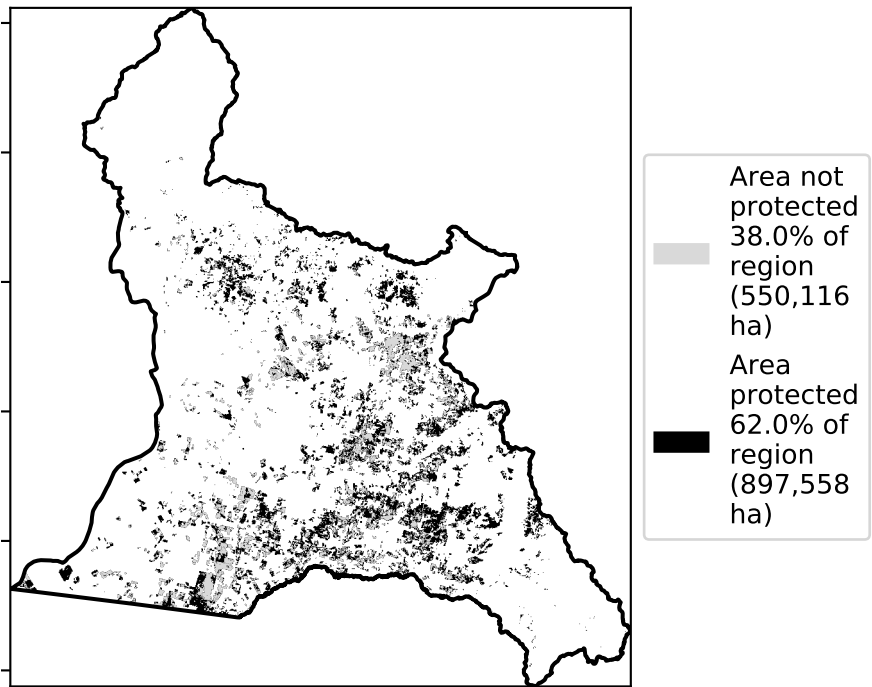 Area not
protected
38.0% of
region
(550,116
ha)
Area
protected
62.0% of
region
(897,558
ha)